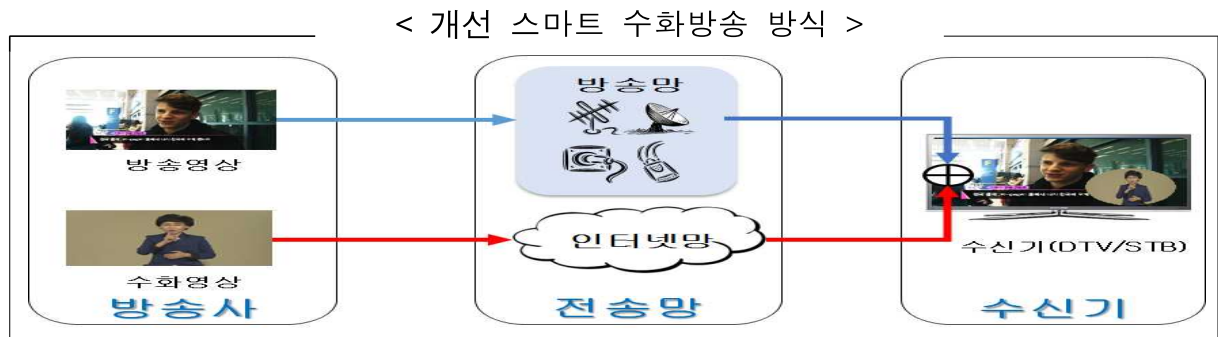 < 개선 스마트 수화방송 방식 >
방송영상
수화영상
방송사
방송망
인터넷망
전송망
수신기(DTV/STB)
수신기